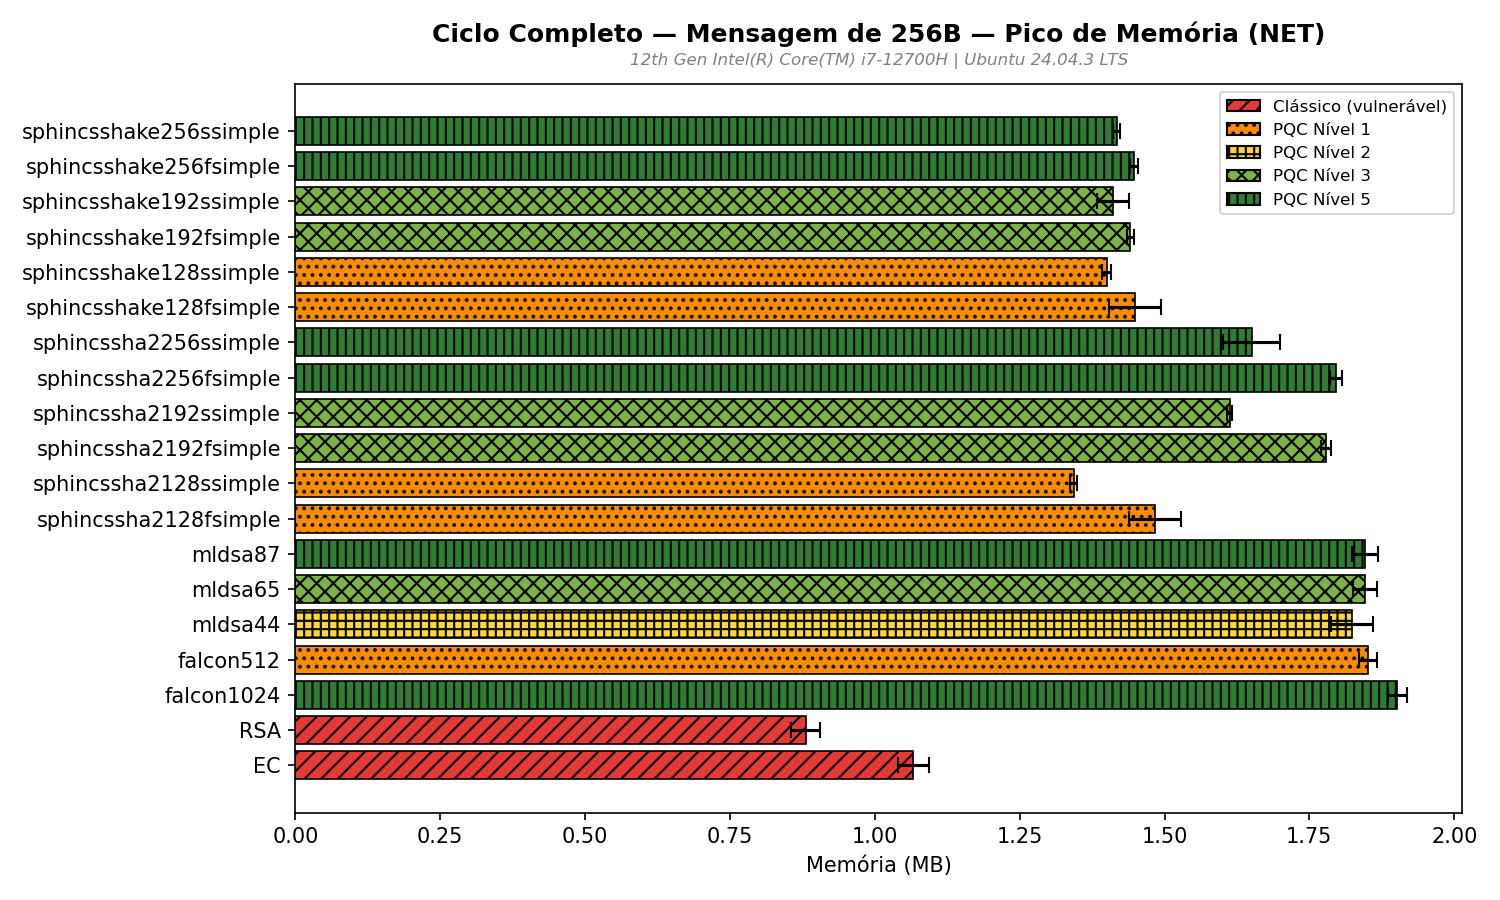 Ciclo Completo — Mensagem de 256B — Pico de Memória (NET)
12th Gen Intel(R) Core(TM) i7-12700H | Ubuntu 24.04.3 LTS
Clássico (vulnerável)
PQC Nível 1
PQC Nível 2
PQC Nível 3
PQC Nível 5
sphincsshake256ssimple
sphincsshake256fsimple
sphincsshake192ssimple
sphincsshake192fsimple
sphincsshake128ssimple
sphincsshake128fsimple
sphincssha2256ssimple
sphincssha2256fsimple
sphincssha2192ssimple
sphincssha2192fsimple
sphincssha2128ssimple
sphincssha2128fsimple
mldsa87
mldsa65
mldsa44
falcon512
falcon1024
RSA
EC
0.00 0.25 0.50 0.75 1.00 1.25 1.50 1.75 2.00
Memória (MB)